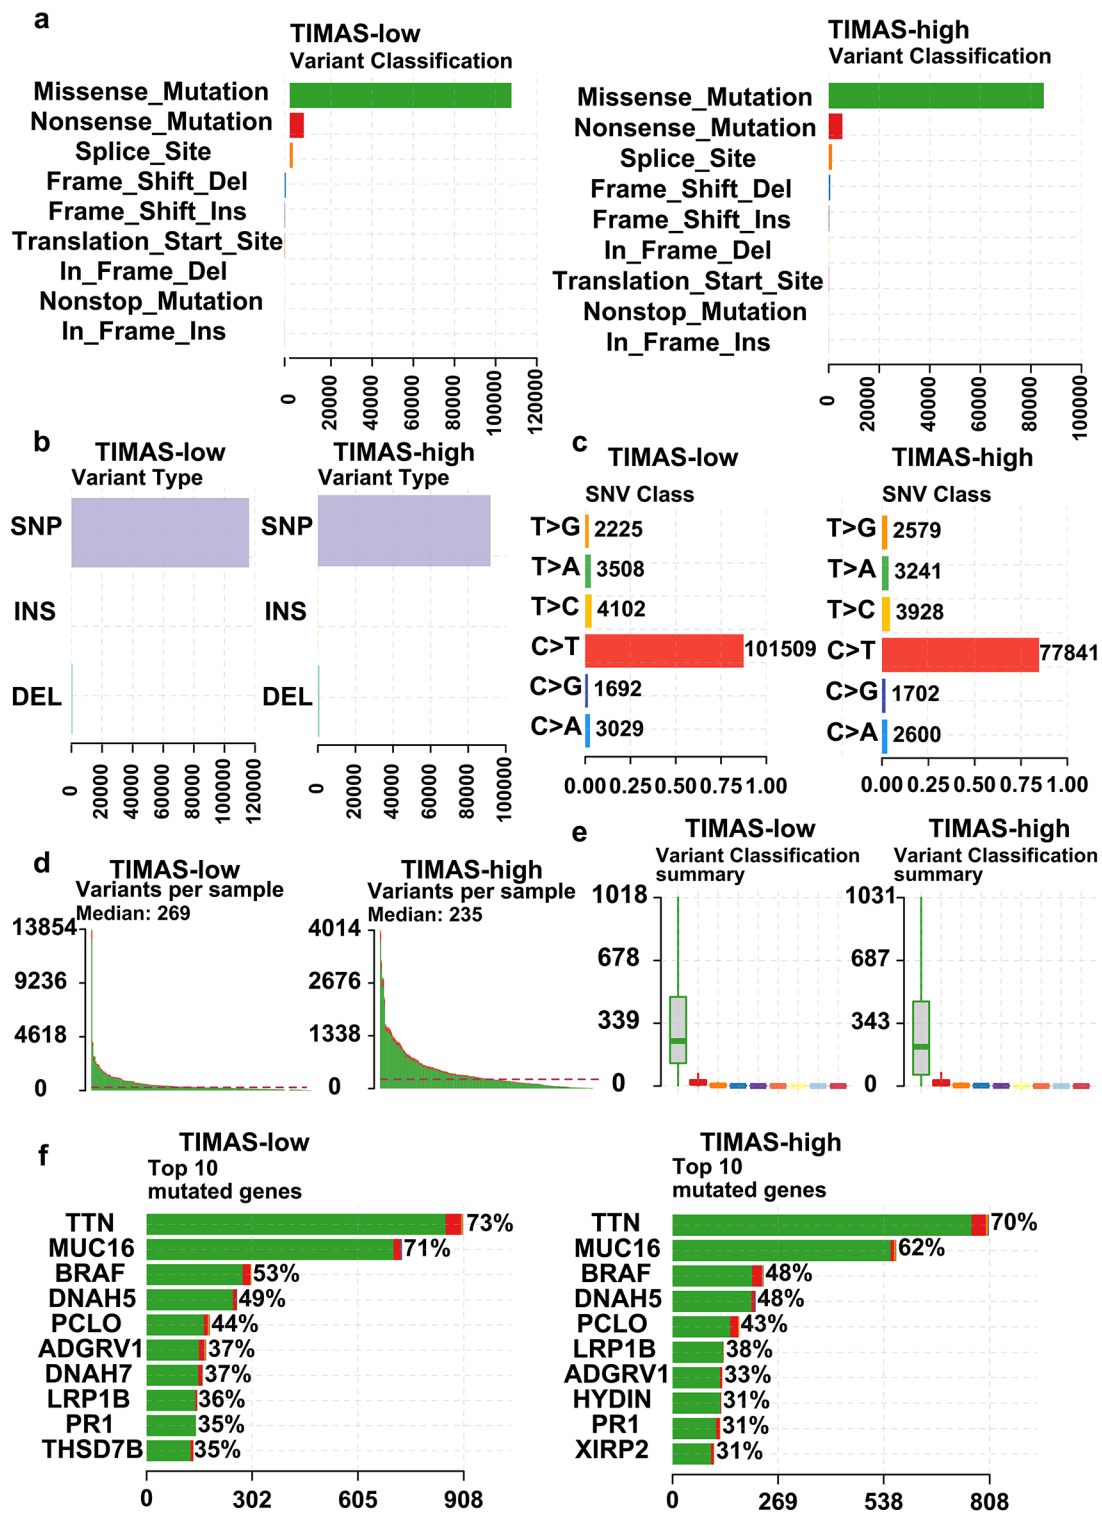 a
TIMAS-low
Variant Classification
Missense_Mutation
Nonsense_Mutation
Splice_Site
Frame_Shift_Del
Frame_Shift_Ins
Translation_Start_Site
In_Frame_Del
Nonstop_Mutation
In_Frame_Ins
0
20000
40000
60000
80000
100000
120000
TIMAS-high
Variant Classification
Missense_Mutation
Nonsense_Mutation
Splice_Site
Frame_Shift_Del
Frame_Shift_Ins
In_Frame_Del
Translation_Start_Site
Nonstop_Mutation
In_Frame_Ins
0
20000
40000
60000
80000
100000
b
TIMAS-low
Variant Type
SNP
INS
DEL
0
20000
40000
60000
80000
100000
120000
TIMAS-high
Variant Type
SNP
INS
DEL
0
20000
40000
60000
80000
100000
c
TIMAS-low
SNV Class
T>G 2225
T>A 3508
T>C 4102
C>T 101509
C>G 1692
C>A 3029
0.00 0.25 0.50 0.75 1.00
TIMAS-high
SNV Class
T>G 2579
T>A 3241
T>C 3928
C>T 77841
C>G 1702
C>A 2600
0.00 0.25 0.50 0.75 1.00
d
TIMAS-low
Variants per sample
Median: 269
13854
9236
4618
0
TIMAS-high
Variants per sample
Median: 235
4014
2676
1338
0
e
TIMAS-low
Variant Classification
summary
1018
678
339
0
TIMAS-high
Variant Classification
summary
1031
687
343
0
f
TIMAS-low
Top 10
mutated genes
TTN 73%
MUC16 71%
BRAF 53%
DNAH5 49%
PCLO 44%
ADGRV1 37%
DNAH7 37%
LRP1B 36%
PR1 35%
THSD7B 35%
0 302 605 908
TIMAS-high
Top 10
mutated genes
TTN 70%
MUC16 62%
BRAF 48%
DNAH5 48%
PCLO 43%
LRP1B 38%
ADGRV1 33%
HYDIN 31%
PR1 31%
XIRP2 31%
0 269 538 808